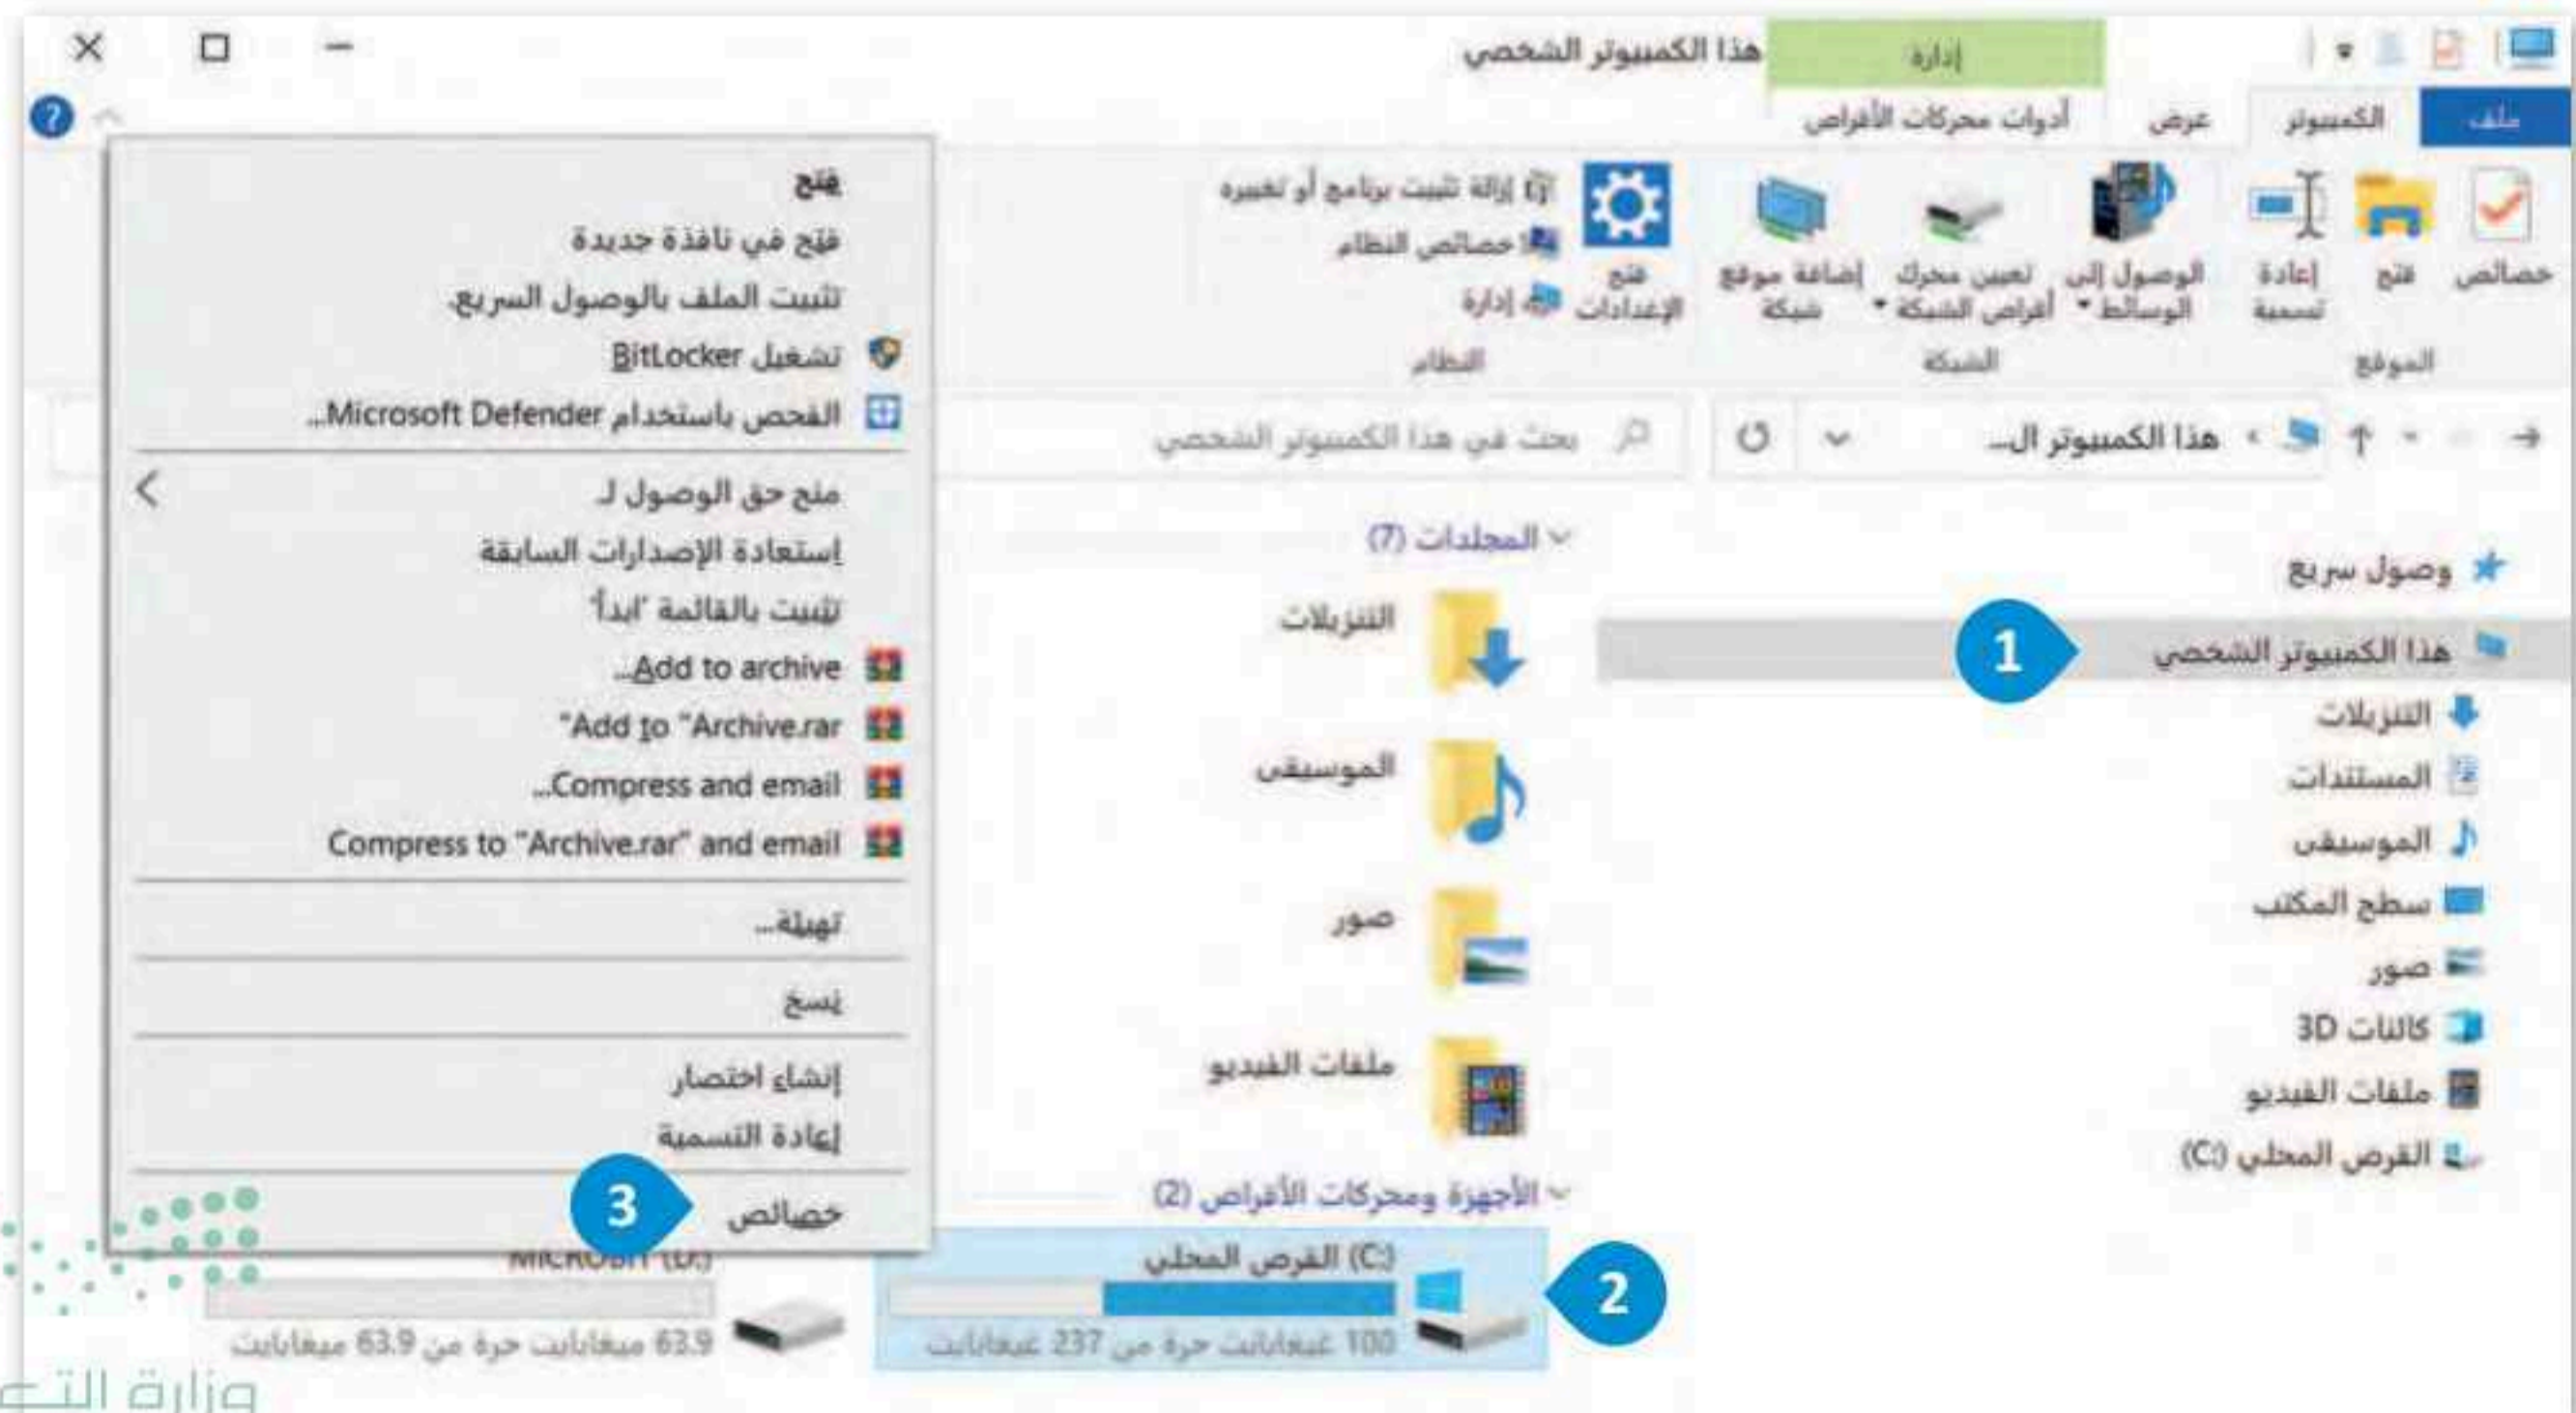 إدارة
هذا الكمبيوتر الشخصي
ملف
الكمبيوتر
عرض
أدوات محركات الأقراص
?
خصائص
فتح
إعادة
تسمية
الوصول إلى
الوسائط
تعيين محرك
أقراص الشبكة
إضافة موقع
شبكة
فتح
الإعدادات
إزالة تثبيت برنامج أو تغييره
خصائص النظام
إدارة
الموقع
الشبكة
النظام
هذا الكمبيوتر ال...
بحث في هذا الكمبيوتر الشخصي
وصول سريع
هذا الكمبيوتر الشخصي
1
التنزيلات
المستندات
الموسيقى
سطح المكتب
صور
كائنات 3D
ملفات الفيديو
القرص المحلي (C:)
المجلدات (7)
التنزيلات
الموسيقى
صور
ملفات الفيديو
الأجهزة ومحركات الأقراص (2)
2
(C:) القرص المحلي
100 غيغابايت حرة من 237 غيغابايت
MICROBIT (D:)
63.9 ميغابايت حرة من 63.9 ميغابايت
فتح
فتح في نافذة جديدة
تثبيت الملف بالوصول السريع.
تشغيل BitLocker
الفحص باستخدام Microsoft Defender...
منح حق الوصول لـ
إستعادة الإصدارات السابقة
تثبيت بالقائمة "ابدأ"
Add to archive...
Add to "Archive.rar"
Compress and email...
Compress to "Archive.rar" and email
تهيئة...
نسخ
إنشاء اختصار
إعادة التسمية
خصائص
3